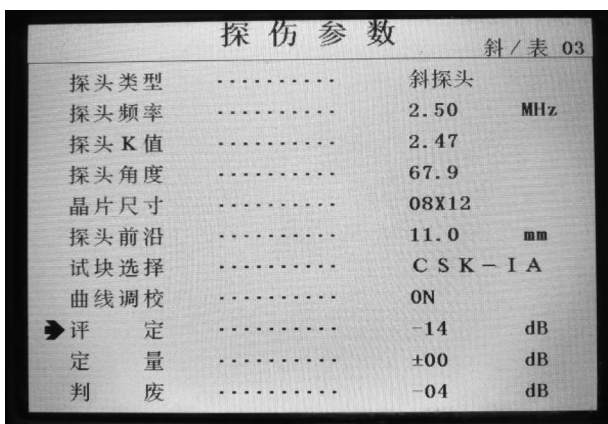 探伤参数
斜/表 03
探头类型 .......... 斜探头
探头频率 .......... 2.50 MHz
探头K值 .......... 2.47
探头角度 .......... 67.9
晶片尺寸 .......... 08X12
探头前沿 .......... 11.0 mm
试块选择 .......... CSK-IA
曲线调校 .......... ON
评定 .......... -14 dB
定量 .......... ±00 dB
判废 .......... -04 dB